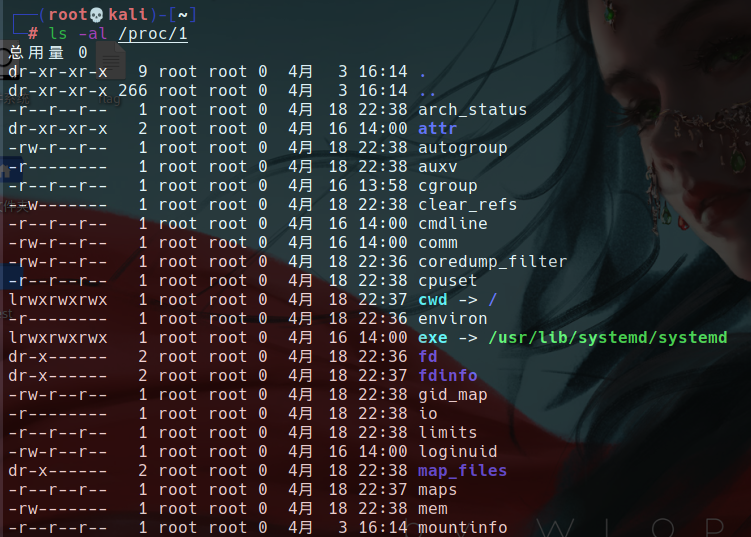 ┌──(root💀kali)-[~]
└─# ls -al /proc/1
总用量 0
dr-xr-xr-x   9 root root 0  4月  3 16:14 .
dr-xr-xr-x 266 root root 0  4月  3 16:14 ..
-r--r--r--   1 root root 0  4月 18 22:38 arch_status
dr-xr-xr-x   2 root root 0  4月 16 14:00 attr
-rw-r--r--   1 root root 0  4月 18 22:38 autogroup
-r--------   1 root root 0  4月 18 22:38 auxv
-r--r--r--   1 root root 0  4月 16 13:58 cgroup
--w-------   1 root root 0  4月 18 22:38 clear_refs
-r--r--r--   1 root root 0  4月 16 14:00 cmdline
-rw-r--r--   1 root root 0  4月 16 14:00 comm
-rw-r--r--   1 root root 0  4月 18 22:36 coredump_filter
-r--r--r--   1 root root 0  4月 18 22:38 cpuset
lrwxrwxrwx   1 root root 0  4月 18 22:37 cwd -> /
-r--------   1 root root 0  4月 18 22:36 environ
lrwxrwxrwx   1 root root 0  4月 16 14:00 exe -> /usr/lib/systemd/systemd
dr-x------   2 root root 0  4月 18 22:36 fd
dr-x------   2 root root 0  4月 18 22:37 fdinfo
-rw-r--r--   1 root root 0  4月 18 22:38 gid_map
-r--------   1 root root 0  4月 18 22:38 io
-r--r--r--   1 root root 0  4月 18 22:38 limits
-rw-r--r--   1 root root 0  4月 16 14:00 loginuid
dr-x------   2 root root 0  4月 18 22:38 map_files
-r--r--r--   1 root root 0  4月 18 22:37 maps
-rw-------   1 root root 0  4月 18 22:38 mem
-r--r--r--   1 root root 0  4月  3 16:14 mountinfo